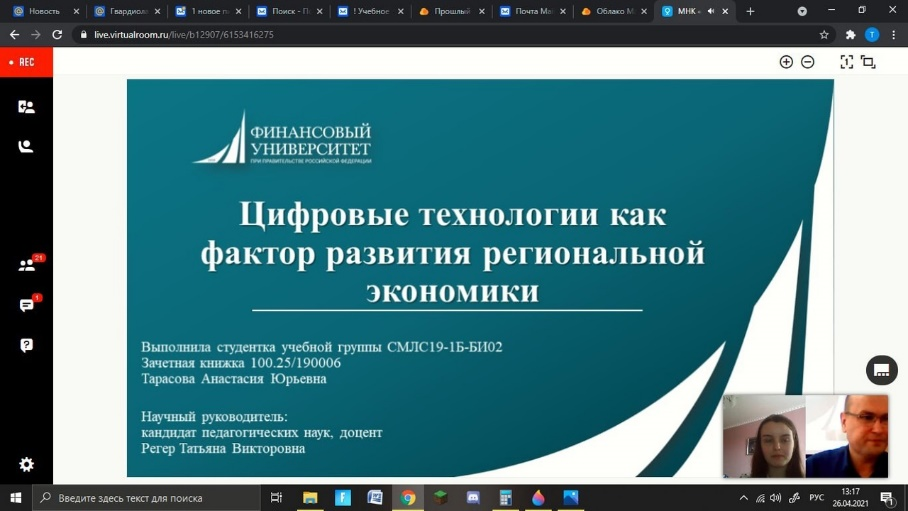 Новость
Гвардиол
1 новое п
Поиск - П
! Учебное
Прошлый
Почта Ma
Облако M
МНК -
live.virtualroom.ru/live/b12907/6153416275
T
REC
ФИНАНСОВЫЙ
УНИВЕРСИТЕТ
ПРИ ПРАВИТЕЛЬСТВЕ РОССИЙСКОЙ ФЕДЕРАЦИИ
Цифровые технологии как
фактор развития региональной
экономики
21
1
Выполнила студентка учебной группы СМЛС19-1Б-БИ02
Зачетная книжка 100.25/190006
Тарасова Анастасия Юрьевна
Научный руководитель:
кандидат педагогических наук, доцент
Регер Татьяна Викторовна
Введите здесь текст для поиска
РУС
13:17
26.04.2021
1